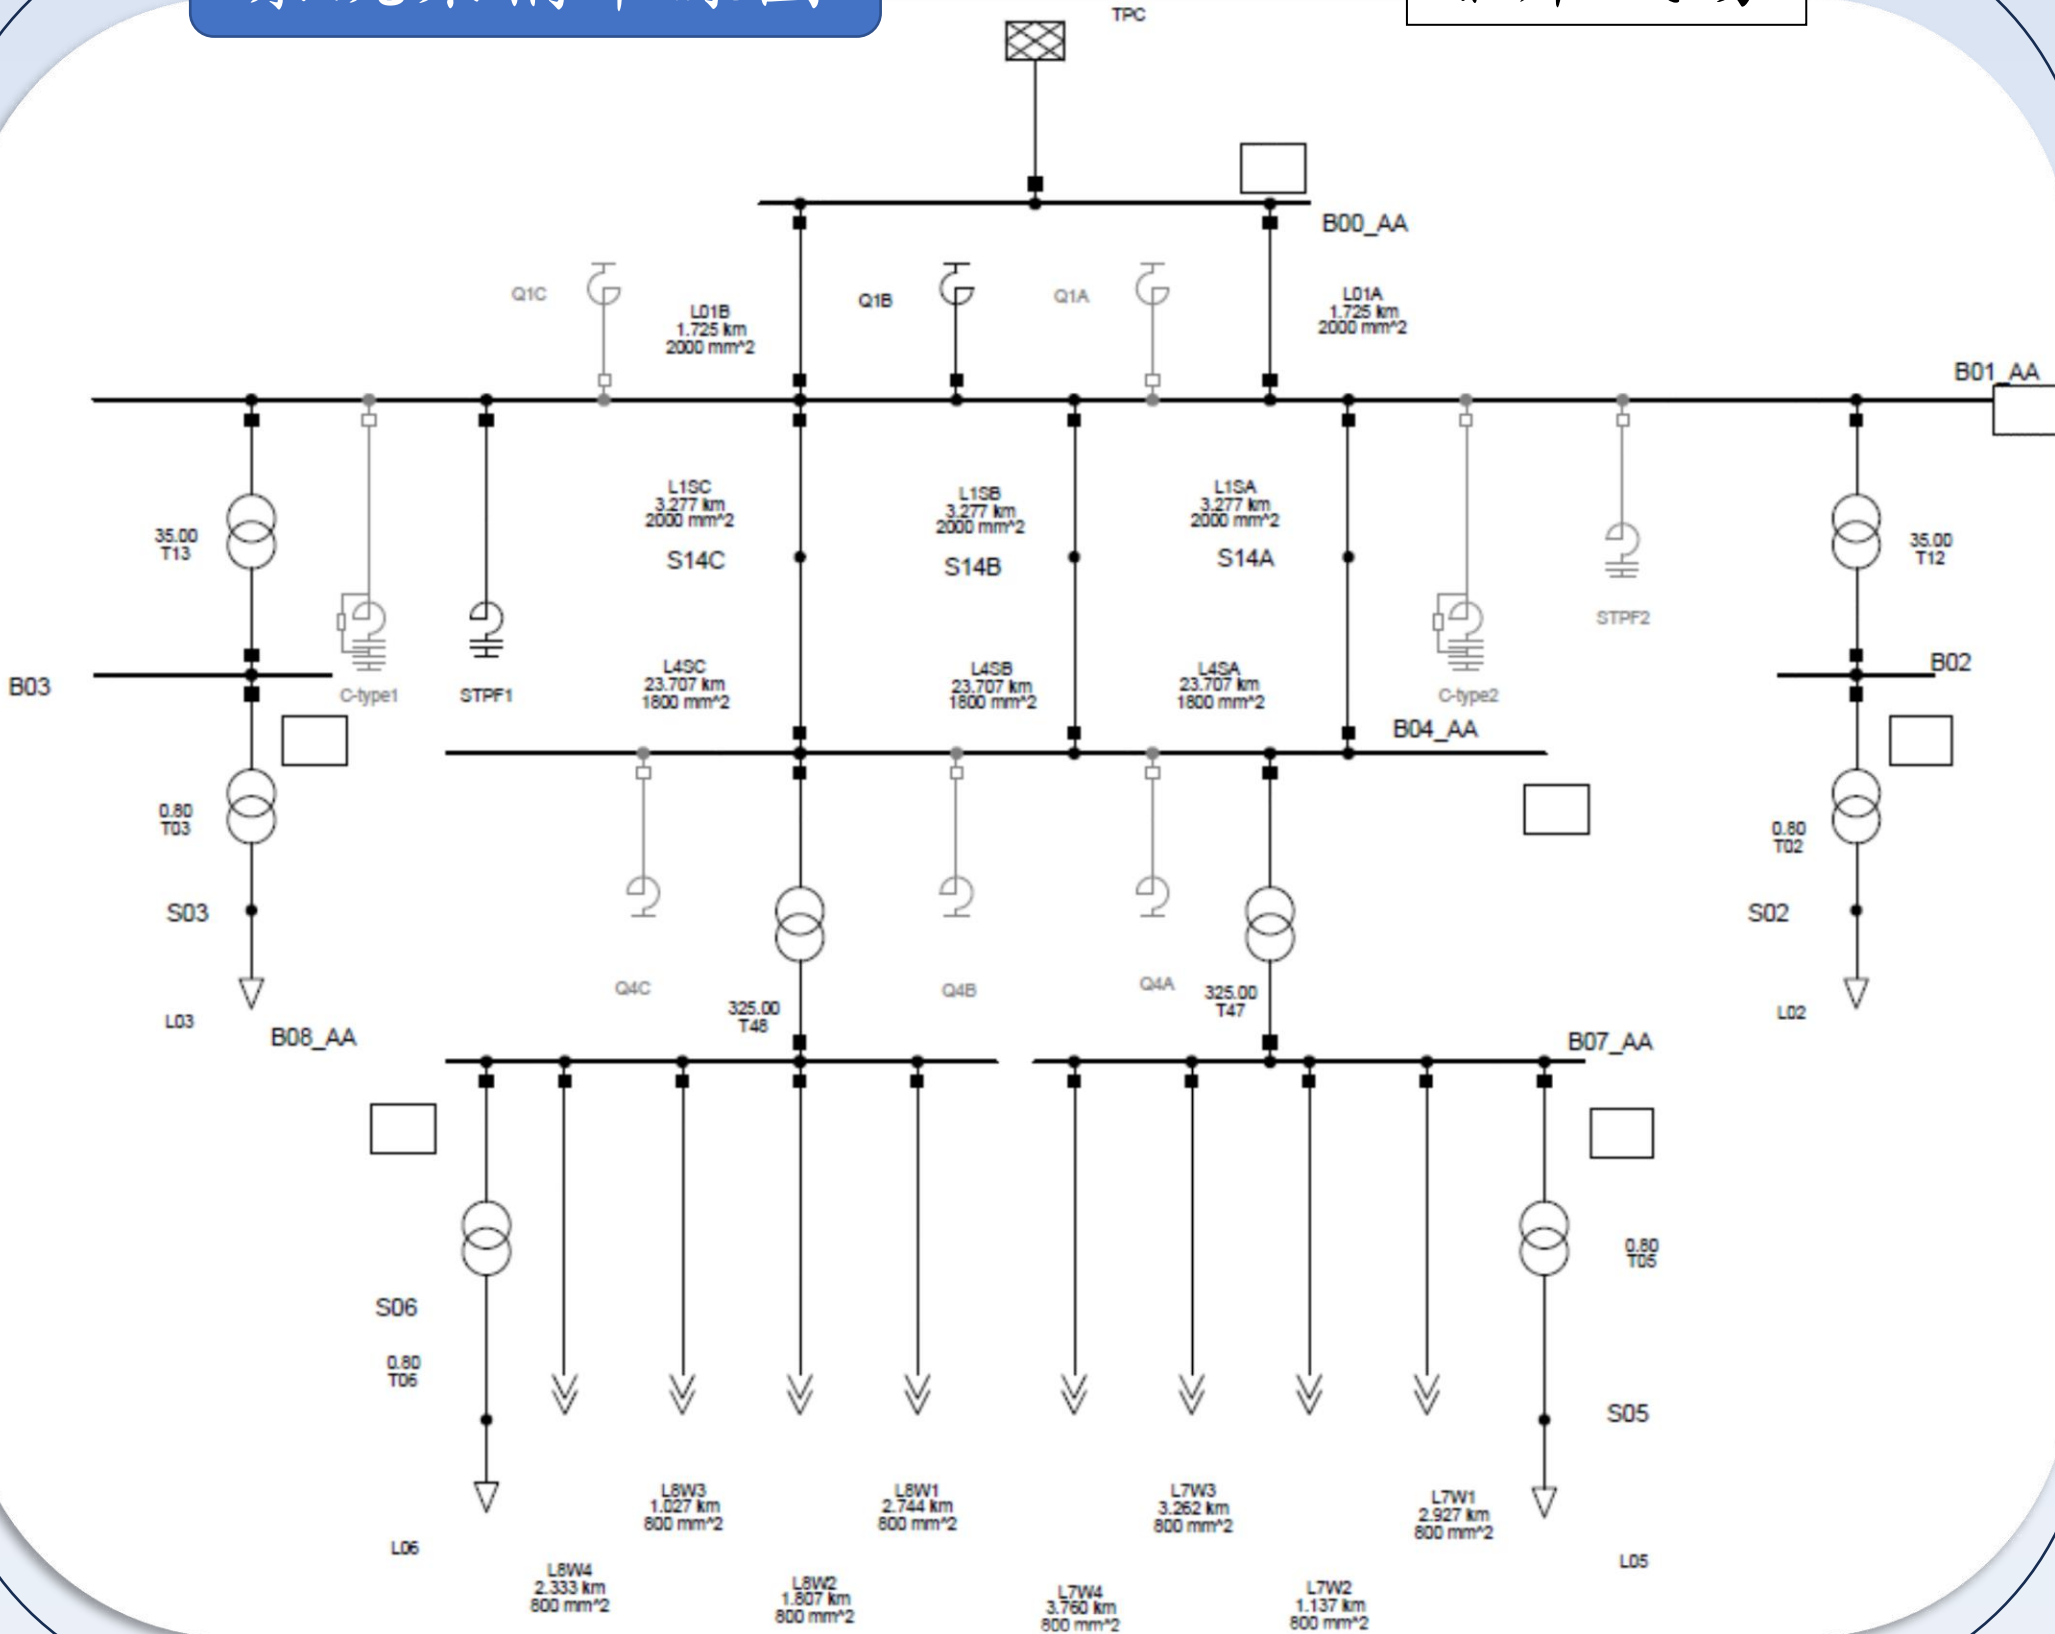 TPC
B00_AA
Q1C
L01B
1.725 km
2000 mm^2
Q1B
Q1A
L01A
1.725 km
2000 mm^2
B01_AA
35.00
T13
L1SC
3.277 km
2000 mm^2
S14C
L1SB
3.277 km
2000 mm^2
S14B
L1SA
3.277 km
2000 mm^2
S14A
STPF2
35.00
T12
B03
C-type1
STPF1
L4SC
23.707 km
1800 mm^2
L4SB
23.707 km
1800 mm^2
L4SA
23.707 km
1800 mm^2
C-type2
B02
B04_AA
0.80
T03
0.80
T02
S03
S02
Q4C
325.00
T48
Q4B
Q4A
325.00
T47
L03
L02
B08_AA
B07_AA
0.80
T05
S06
0.80
T06
S05
L06
L8W4
2.333 km
800 mm^2
L8W3
1.027 km
800 mm^2
L8W2
1.807 km
800 mm^2
L8W1
2.744 km
800 mm^2
L7W4
3.760 km
800 mm^2
L7W3
3.262 km
800 mm^2
L7W2
1.137 km
800 mm^2
L7W1
2.927 km
800 mm^2
L05